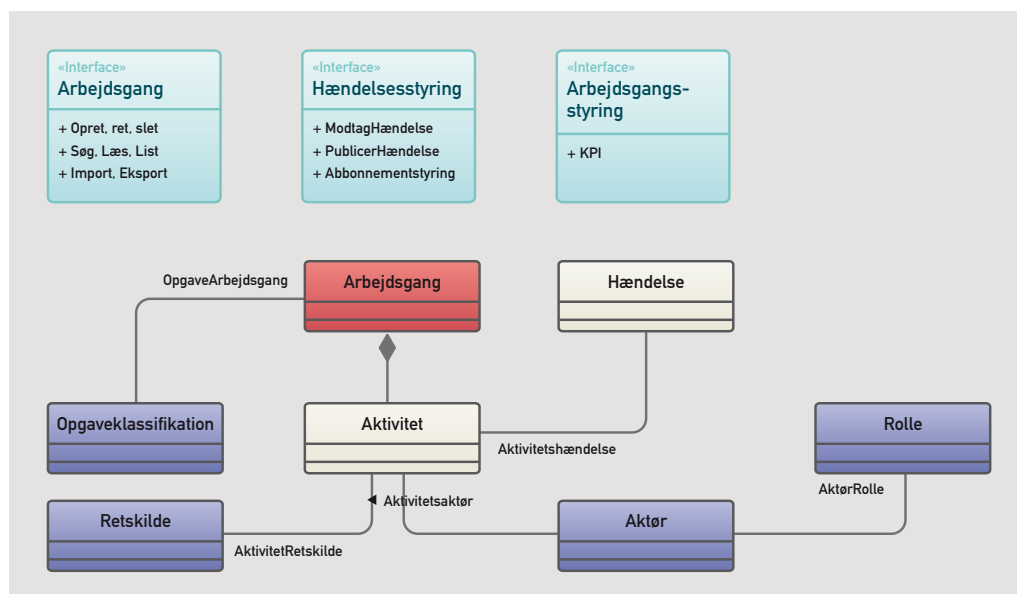 «Interface»
Arbejdsgang
+ Opret, ret, slet
+ Søg, Læs, List
+ Import, Eksport
«Interface»
Hændelsesstyring
+ ModtagHændelse
+ PublicerHændelse
+ Abbonnementstyring
«Interface»
Arbejdsgangs-
styring
+ KPI
OpgaveArbejdsgang
Arbejdsgang
Hændelse
Opgaveklassifikation
Aktivitet
Rolle
Aktivitetshændelse
AktørRolle
Aktivitetsaktør
Retskilde
Aktør
AktivitetRetskilde